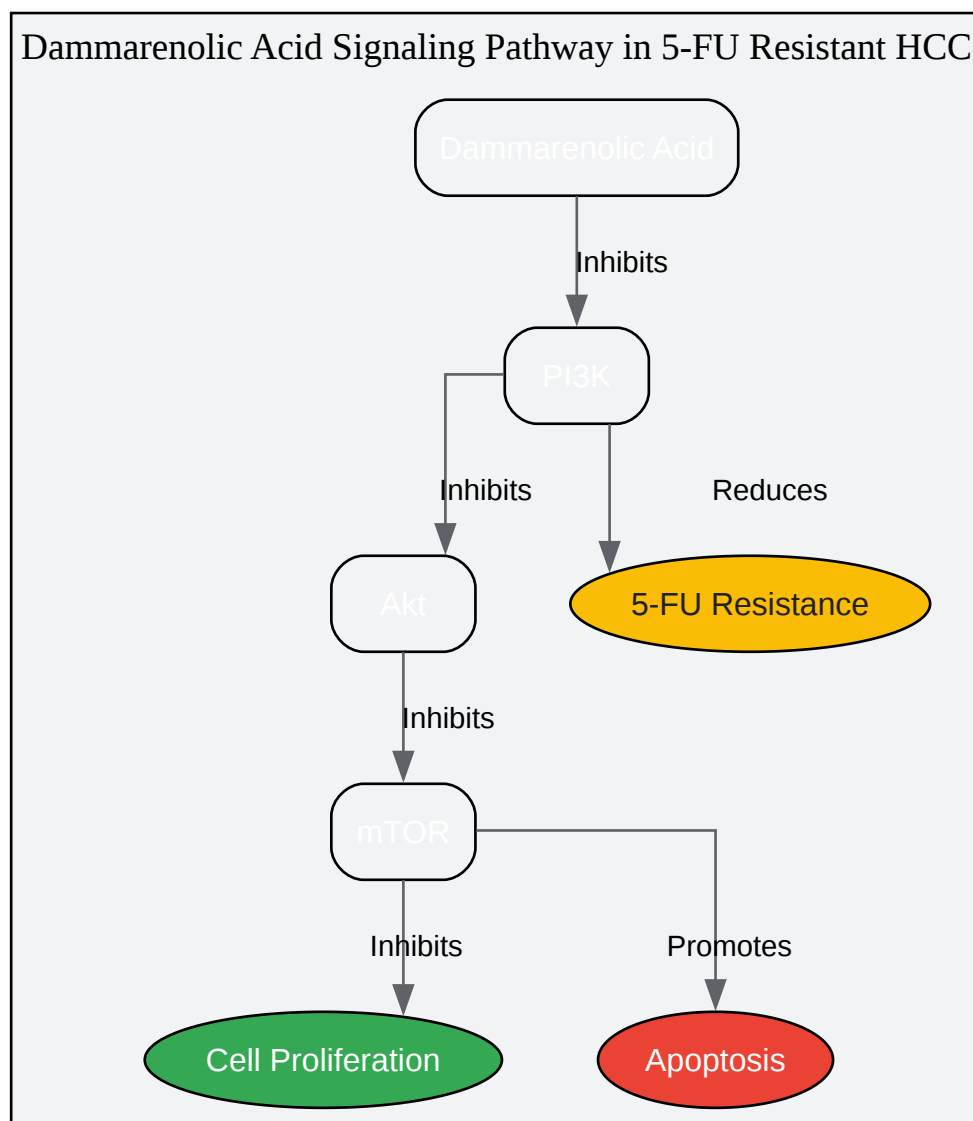 Dammarenolic Acid Signaling Pathway in 5-FU Resistant HCC
Dammarenolic Acid
Inhibits
PI3K
Inhibits
Reduces
Akt
5-FU Resistance
Inhibits
mTOR
Inhibits
Promotes
Cell Proliferation
Apoptosis